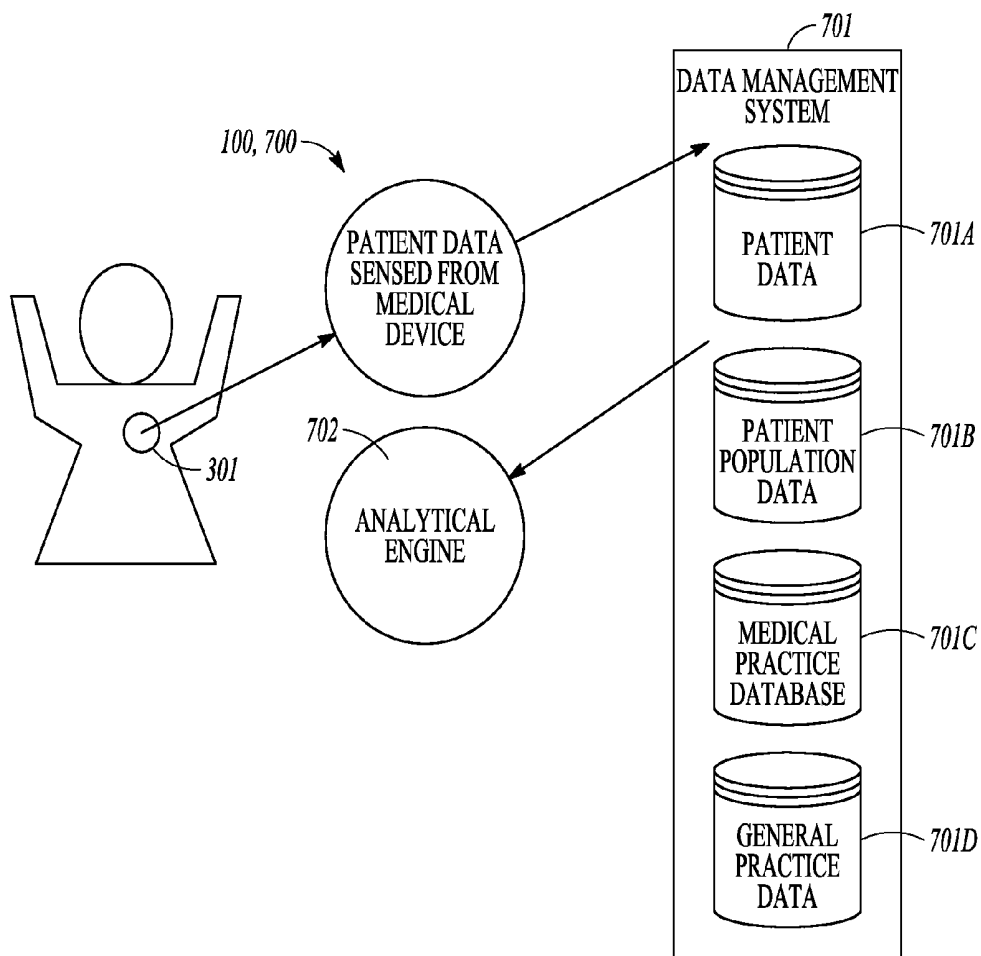 701
DATA MANAGEMENT
SYSTEM
100, 700
PATIENT DATA
SENSED FROM
MEDICAL
DEVICE
PATIENT
DATA
701A
301
702
ANALYTICAL
ENGINE
PATIENT
POPULATION
DATA
701B
MEDICAL
PRACTICE
DATABASE
701C
GENERAL
PRACTICE
DATA
701D